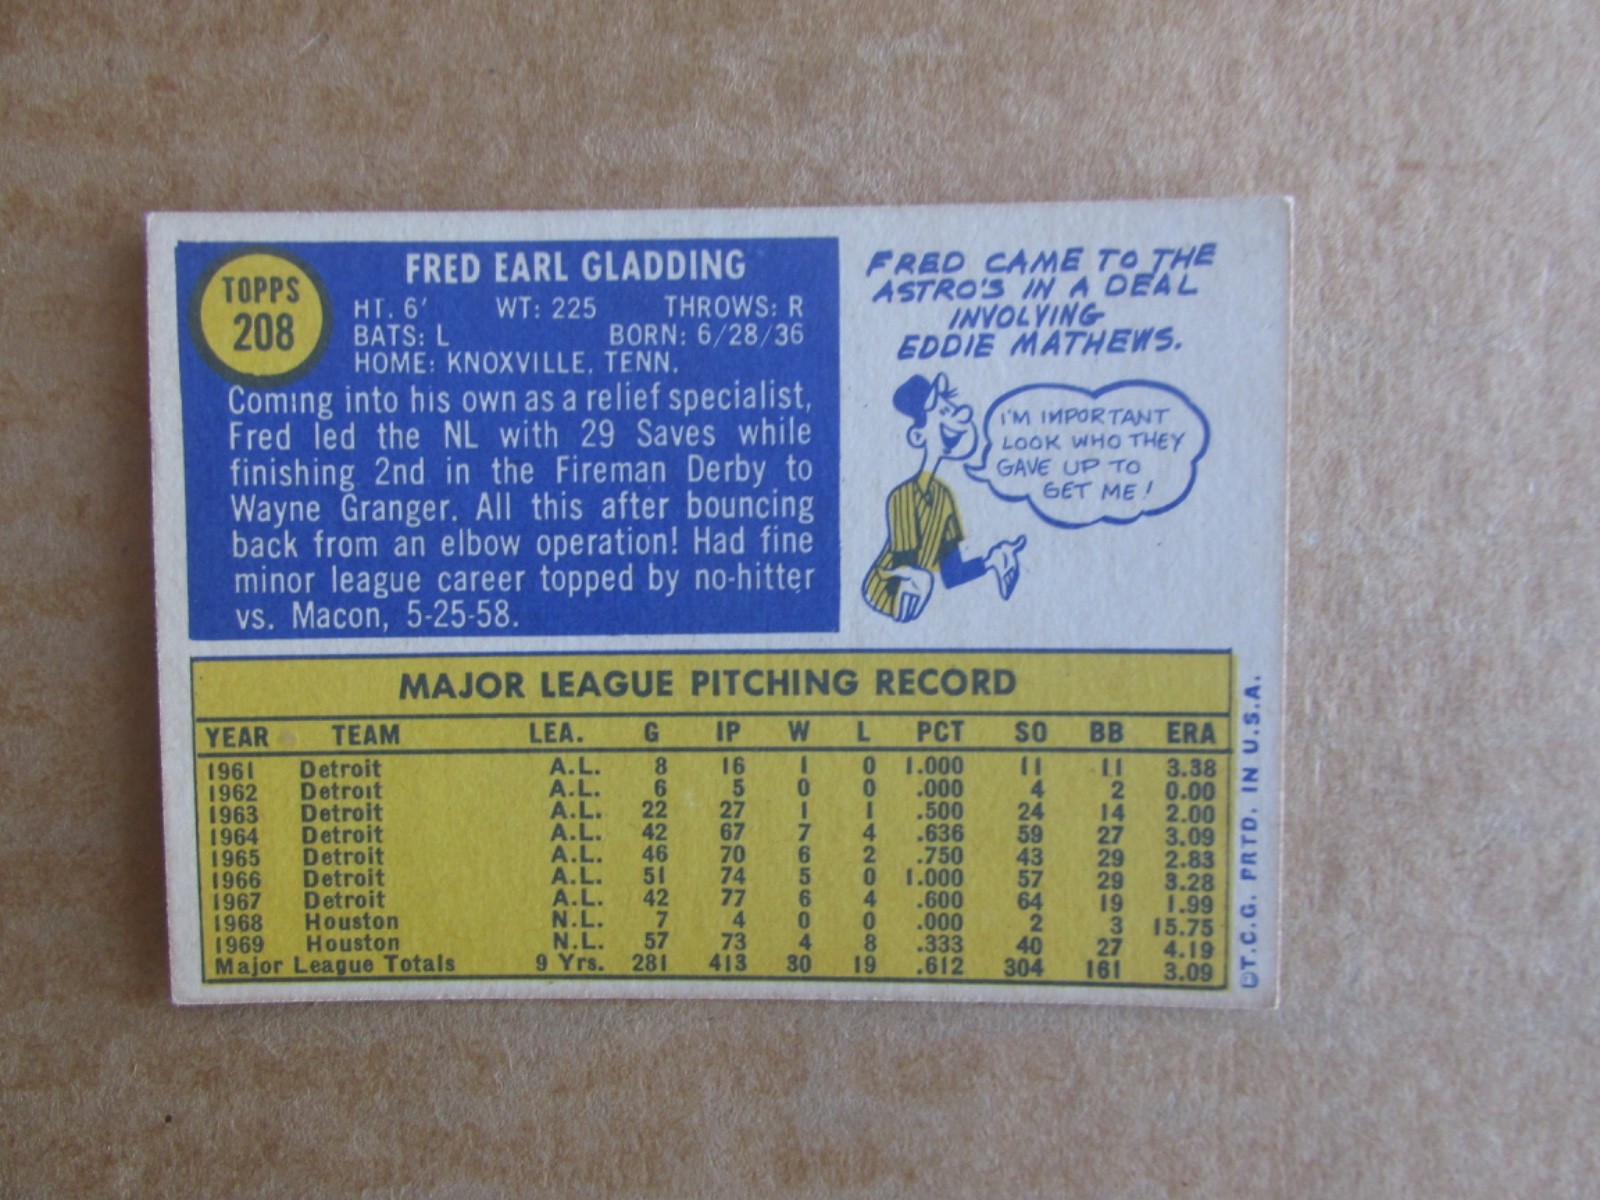 TOPPS
208
FRED EARL GLADDING
HT. 6' WT: 225 THROWS: R
BATS: L BORN: 6/28/36
HOME: KNOXVILLE, TENN.
Coming into his own as a relief specialist,
Fred led the NL with 29 Saves while
finishing 2nd in the Fireman Derby to
Wayne Granger. All this after bouncing
back from an elbow operation! Had fine
minor league career topped by no-hitter
vs. Macon, 5-25-58.
FRED CAME TO THE
ASTRO'S IN A DEAL
INVOLVING
EDDIE MATHEWS.
I'M IMPORTANT
LOOK WHO THEY
GAVE UP TO
GET ME!
MAJOR LEAGUE PITCHING RECORD
YEAR TEAM LEA. G IP W L PCT SO BB ERA
1961 Detroit A.L. 8 16 1 0 1.000 11 11 3.38
1962 Detroit A.L. 6 5 0 0 .000 4 2 0.00
1963 Detroit A.L. 22 27 1 1 .500 24 14 2.00
1964 Detroit A.L. 42 67 7 4 .636 59 27 3.09
1965 Detroit A.L. 46 70 6 2 .750 43 29 2.83
1966 Detroit A.L. 51 74 5 0 1.000 57 29 3.28
1967 Detroit A.L. 42 77 6 4 .600 64 19 1.99
1968 Houston N.L. 7 4 0 0 .000 2 3 15.75
1969 Houston N.L. 57 73 4 8 .333 40 27 4.19
Major League Totals 9 Yrs. 281 413 30 19 .612 304 161 3.09
©T.C.G. PRTD. IN U.S.A.